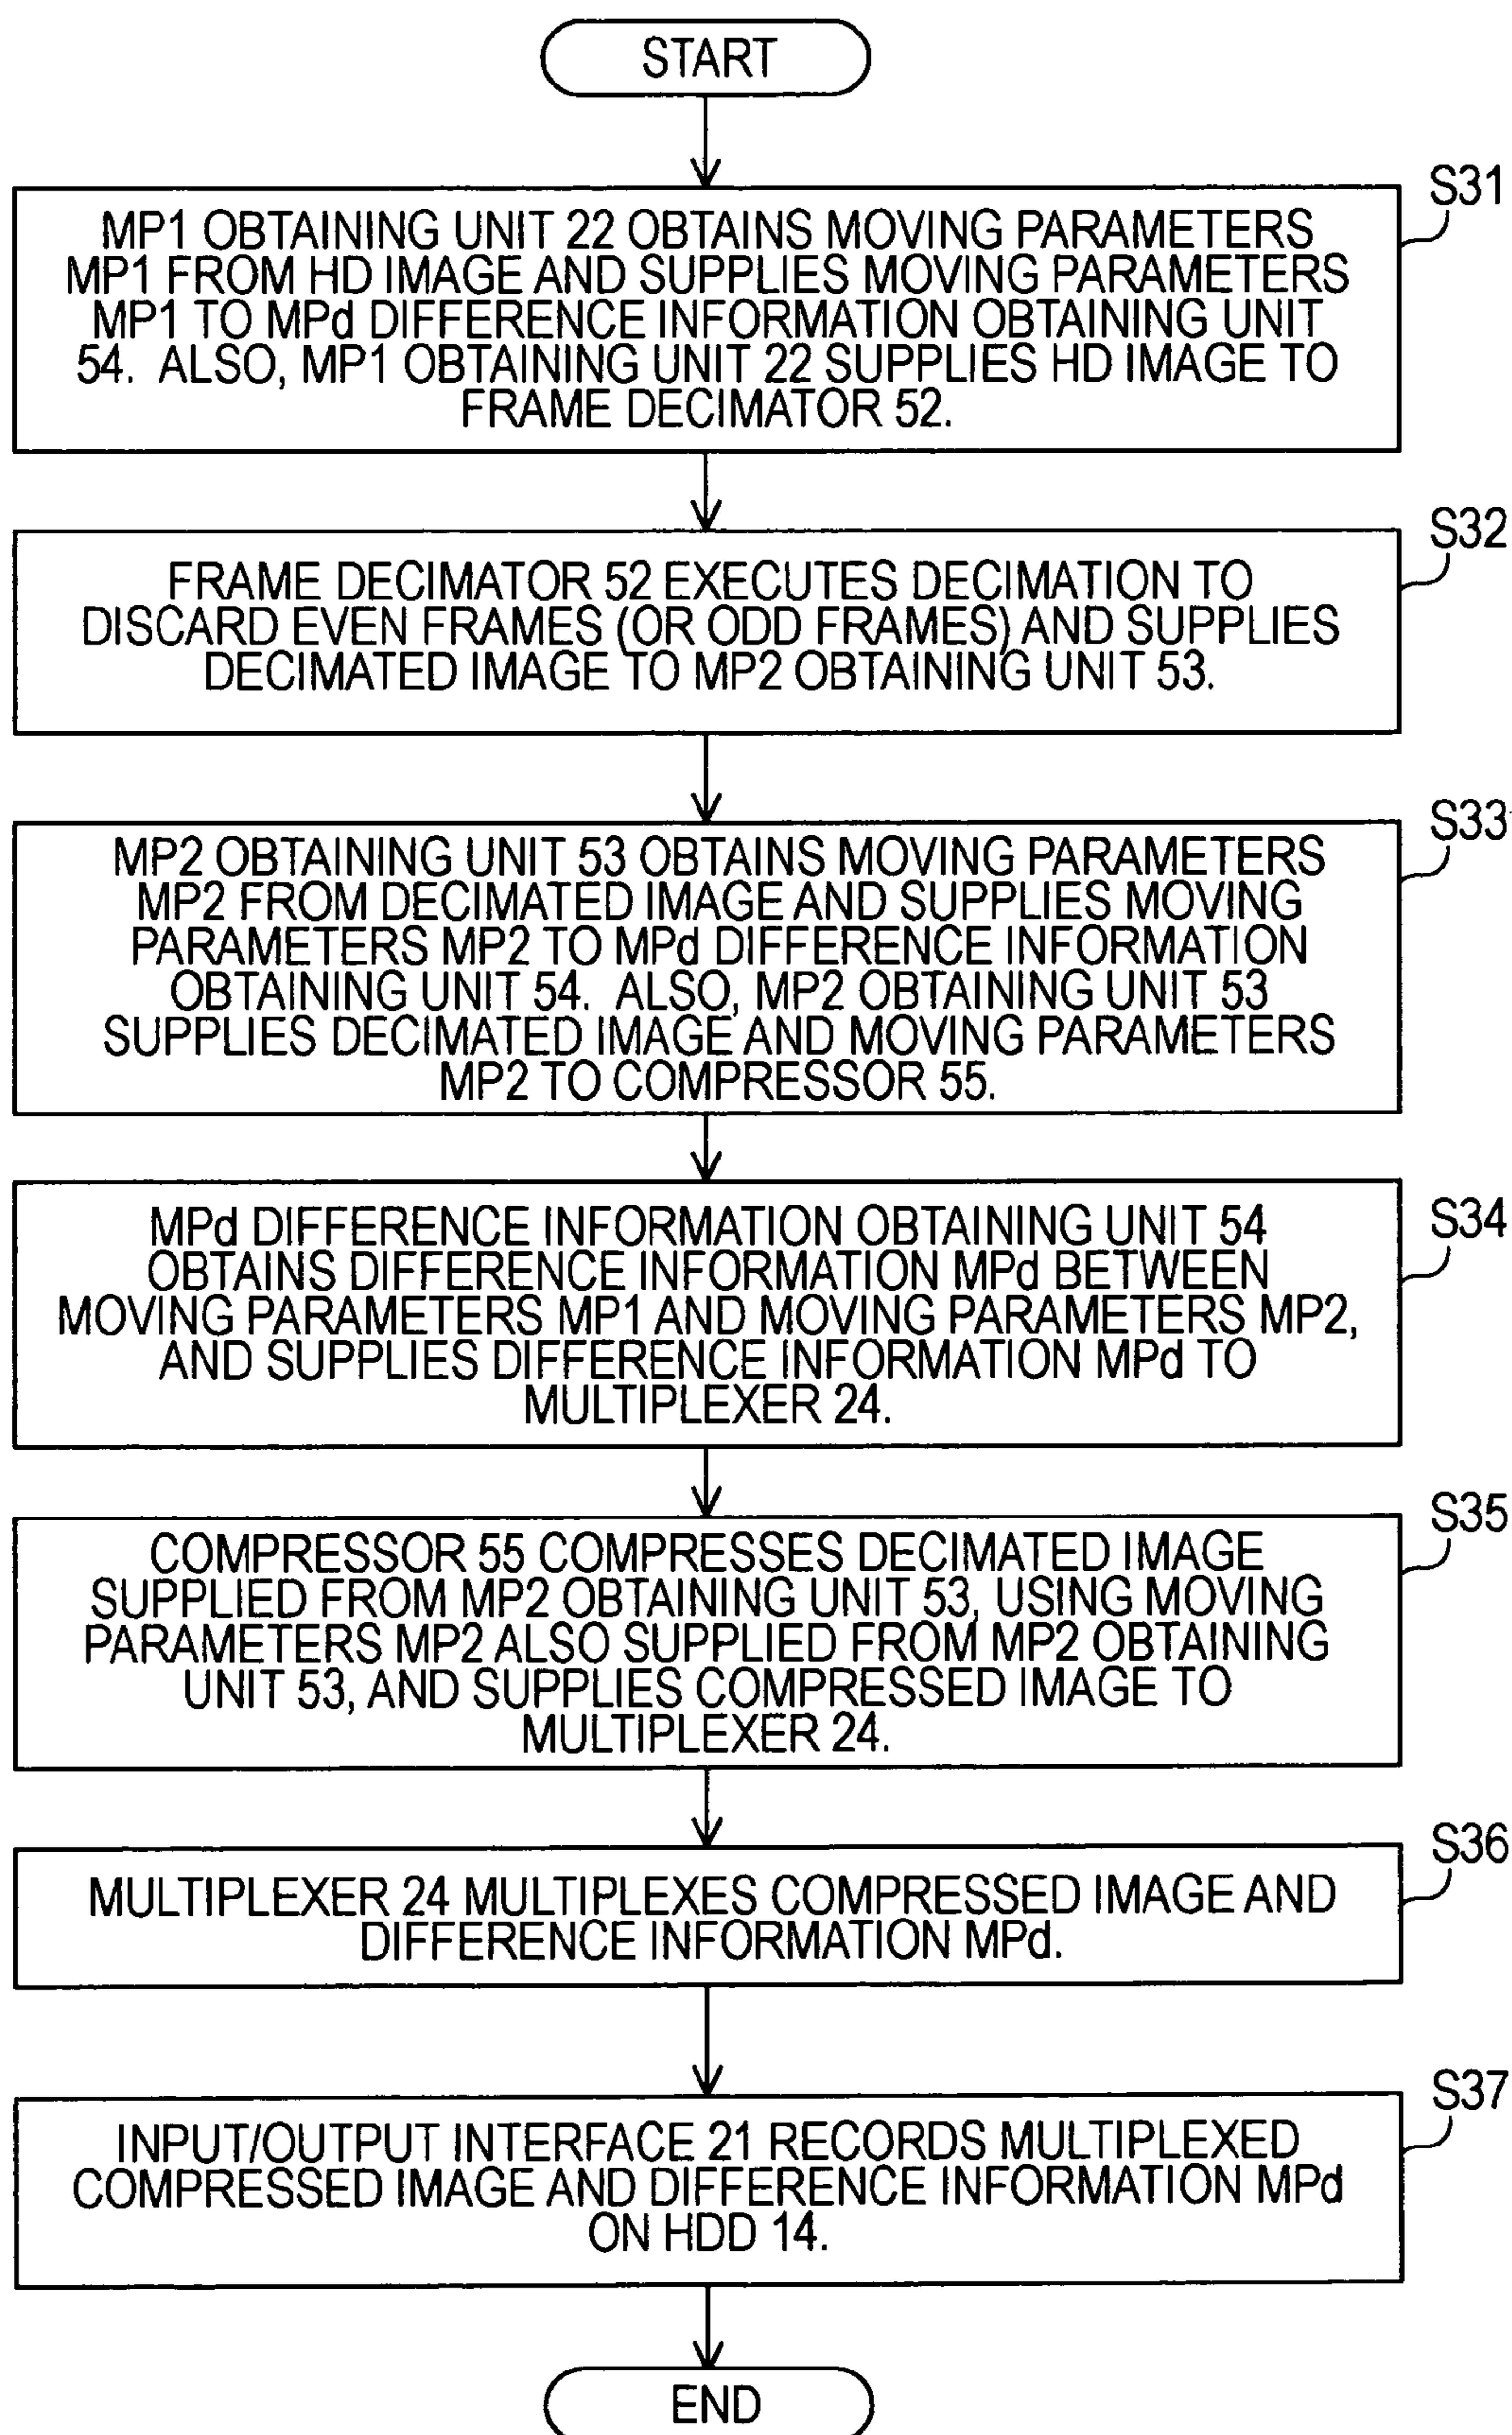 START
S31
MP1 OBTAINING UNIT 22 OBTAINS MOVING PARAMETERS
MP1 FROM HD IMAGE AND SUPPLIES MOVING PARAMETERS
MP1 TO MPd DIFFERENCE INFORMATION OBTAINING UNIT
54. ALSO, MP1 OBTAINING UNIT 22 SUPPLIES HD IMAGE TO
FRAME DECIMATOR 52.
S32
FRAME DECIMATOR 52 EXECUTES DECIMATION TO
DISCARD EVEN FRAMES (OR ODD FRAMES) AND SUPPLIES
DECIMATED IMAGE TO MP2 OBTAINING UNIT 53.
S33
MP2 OBTAINING UNIT 53 OBTAINS MOVING PARAMETERS
MP2 FROM DECIMATED IMAGE AND SUPPLIES MOVING
PARAMETERS MP2 TO MPd DIFFERENCE INFORMATION
OBTAINING UNIT 54. ALSO, MP2 OBTAINING UNIT 53
SUPPLIES DECIMATED IMAGE AND MOVING PARAMETERS
MP2 TO COMPRESSOR 55.
S34
MPd DIFFERENCE INFORMATION OBTAINING UNIT 54
OBTAINS DIFFERENCE INFORMATION MPd BETWEEN
MOVING PARAMETERS MP1 AND MOVING PARAMETERS MP2,
AND SUPPLIES DIFFERENCE INFORMATION MPd TO
MULTIPLEXER 24.
S35
COMPRESSOR 55 COMPRESSES DECIMATED IMAGE
SUPPLIED FROM MP2 OBTAINING UNIT 53, USING MOVING
PARAMETERS MP2 ALSO SUPPLIED FROM MP2 OBTAINING
UNIT 53, AND SUPPLIES COMPRESSED IMAGE TO
MULTIPLEXER 24.
S36
MULTIPLEXER 24 MULTIPLEXES COMPRESSED IMAGE AND
DIFFERENCE INFORMATION MPd.
S37
INPUT/OUTPUT INTERFACE 21 RECORDS MULTIPLEXED
COMPRESSED IMAGE AND DIFFERENCE INFORMATION MPd
ON HDD 14.
END